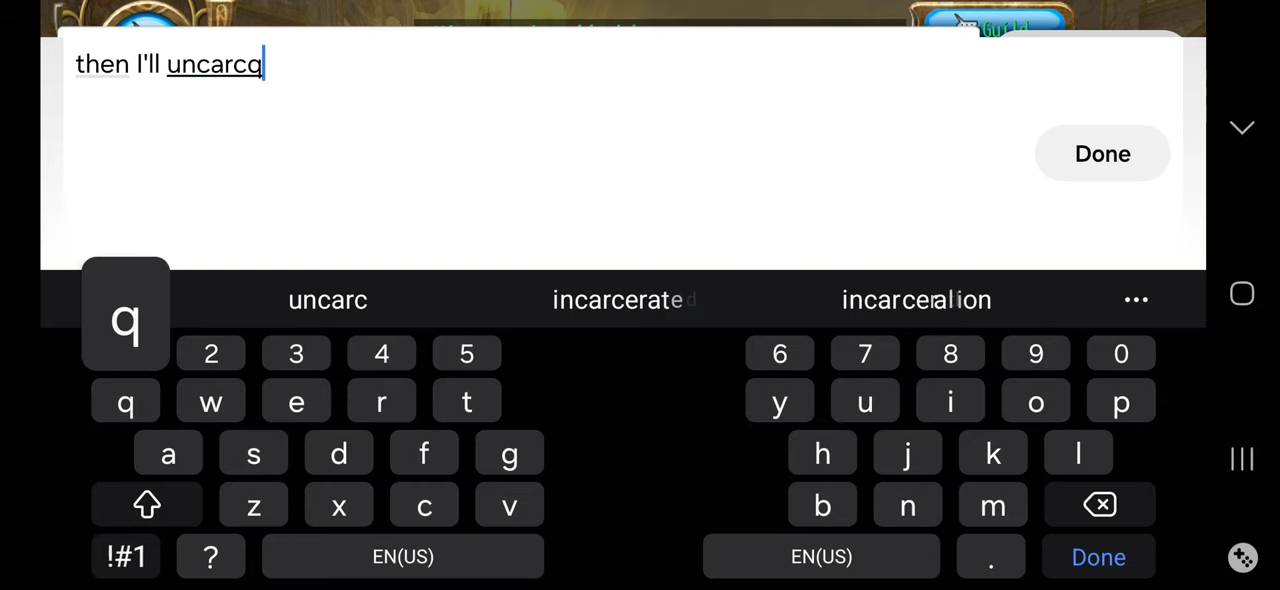 Guild
then I'll uncarcq
Done
q
uncarc incarcerate
2 3 4 5 6 7 8 9 0
q w e r t y u i o p
a s d f g h j k l
z x c v b n m
!#1 ? EN(US) EN(US) . Done